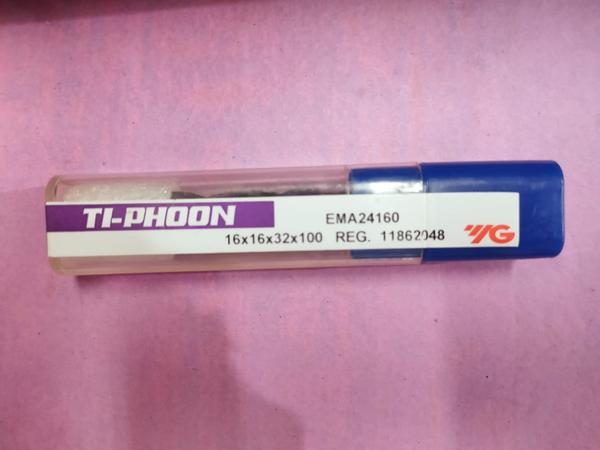 TI-PHOON
EMA24160
16x16x32x100 REG. 11862048
YG